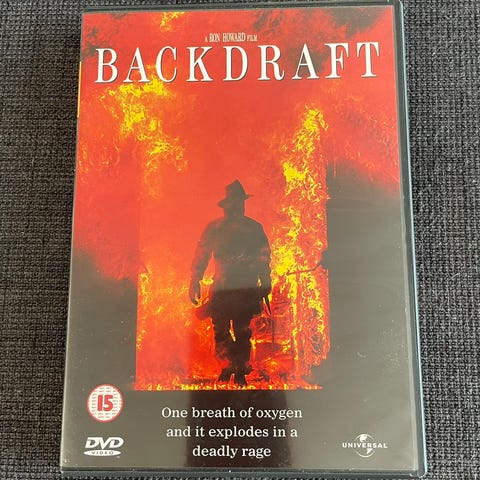 A RON HOWARD FILM
BACKDRAFT
15
One breath of oxygen
and it explodes in a
deadly rage
DVD
VIDEO
UNIVERSAL